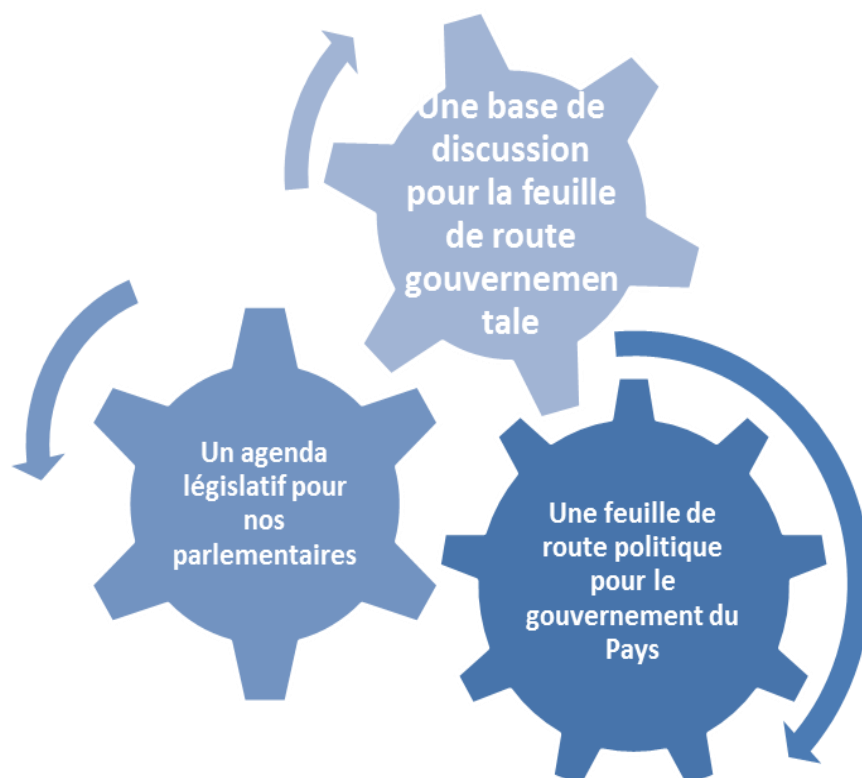 Une base de
discussion
pour la feuille
de route
gouvernemen
tale
Un agenda
législatif pour
nos
parlementaires
Une feuille de
route politique
pour le
gouvernement du
Pays